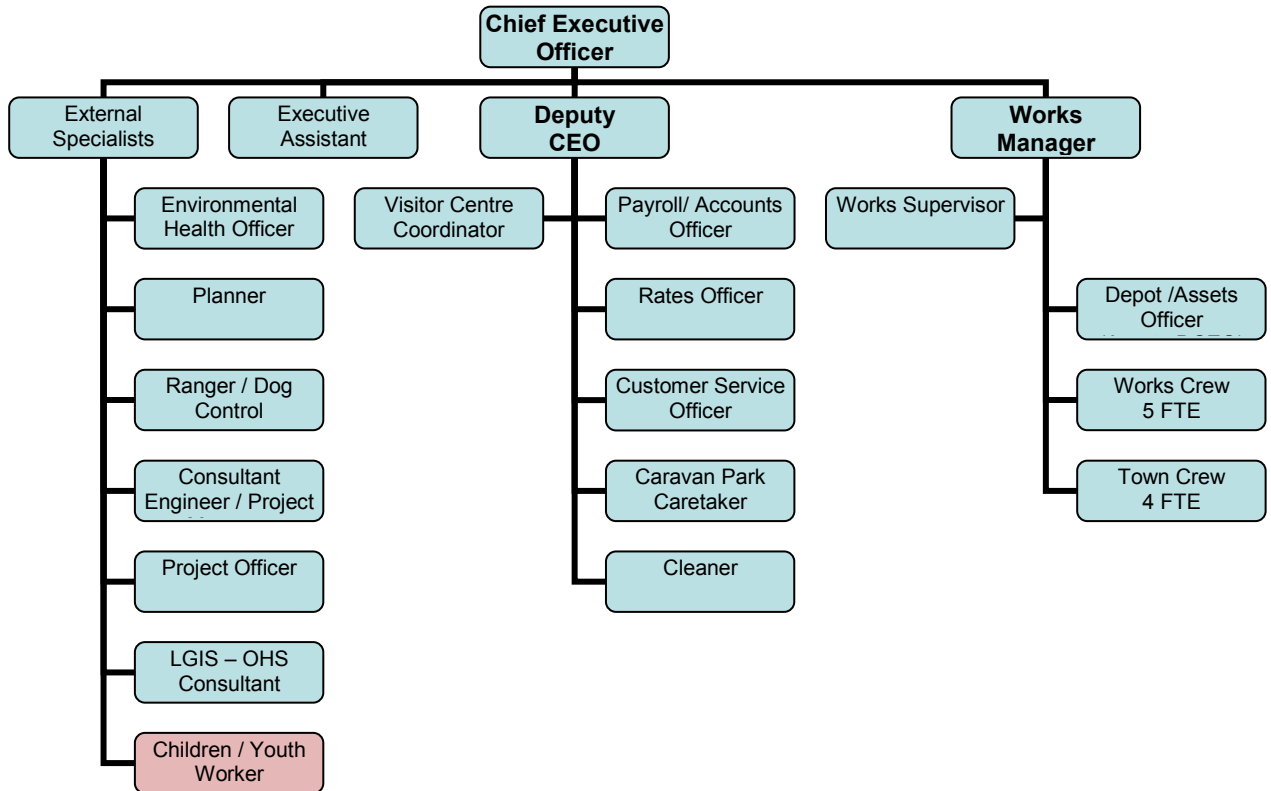 Chief Executive
Officer
External
Specialists
Executive
Assistant
Deputy
CEO
Works
Manager
Environmental
Health Officer
Visitor Centre
Coordinator
Payroll/ Accounts
Officer
Works Supervisor
Planner
Rates Officer
Depot /Assets
Officer
Ranger / Dog
Control
Customer Service
Officer
Works Crew
5 FTE
Consultant
Engineer / Project
Caravan Park
Caretaker
Town Crew
4 FTE
Project Officer
Cleaner
LGIS – OHS
Consultant
Children / Youth
Worker